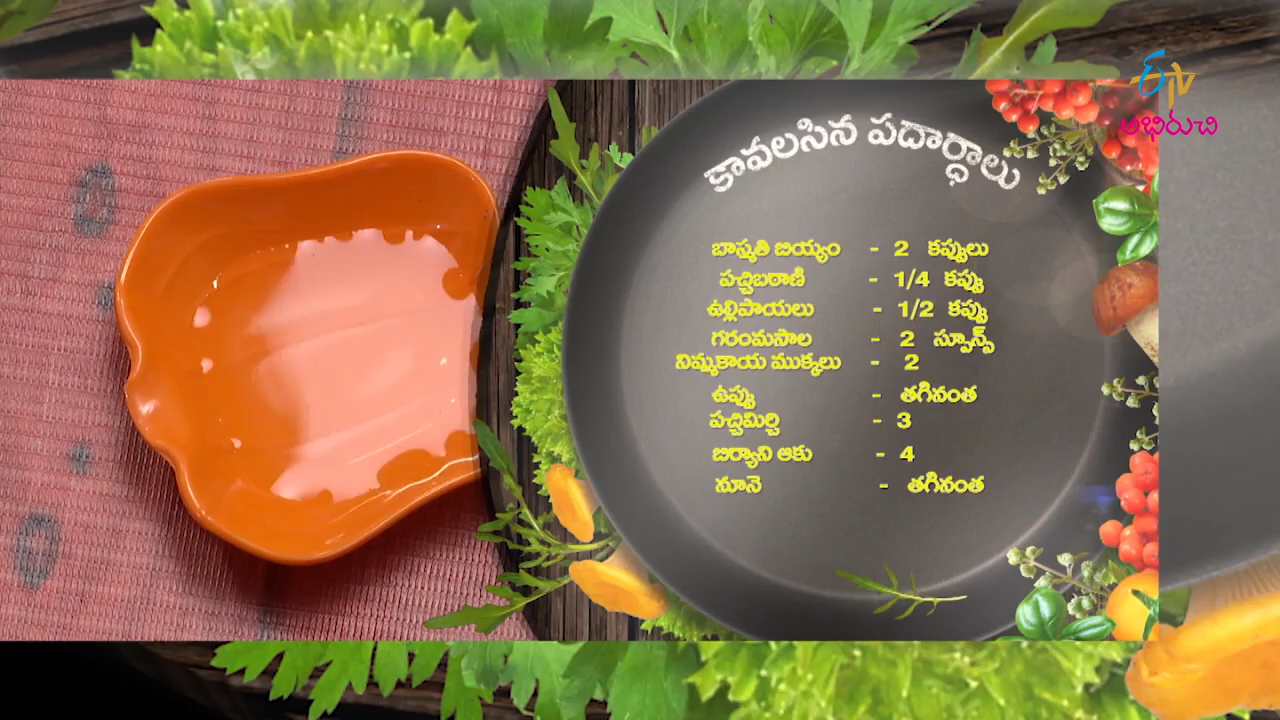 ETV
అభిరుచి
కావలసిన పదార్థాలు
బాస్మతి బియ్యం - 2 కప్పులు
పచ్చిబఠాణి - 1/4 కప్పు
ఉల్లిపాయలు - 1/2 కప్పు
గరంమసాల - 2 స్పూన్స్
నిమ్మకాయ ముక్కలు - 2
ఉప్పు - తగినంత
పచ్చిమిర్చి - 3
బిర్యాని ఆకు - 4
నూనె - తగినంత